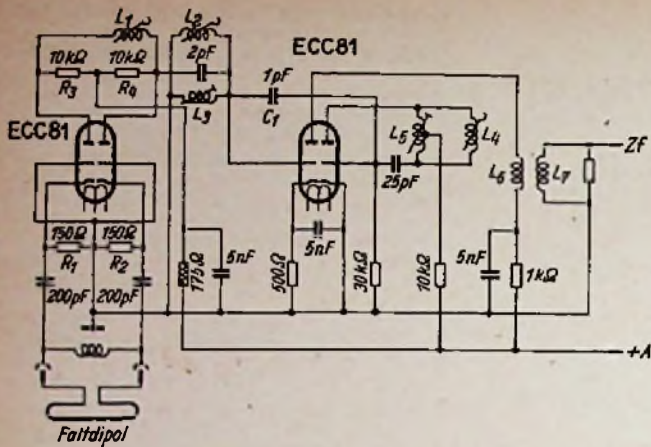 L1
L2
10kΩ
10kΩ
R3
R4
2pF
L3
ECC81
ECC81
1pF
C1
L5
L4
25pF
L6
L7
Zf
150Ω
150Ω
R1
R2
200pF
200pF
175Ω
5nF
500Ω
5nF
30kΩ
10kΩ
5nF
1kΩ
+A
Faltdipol